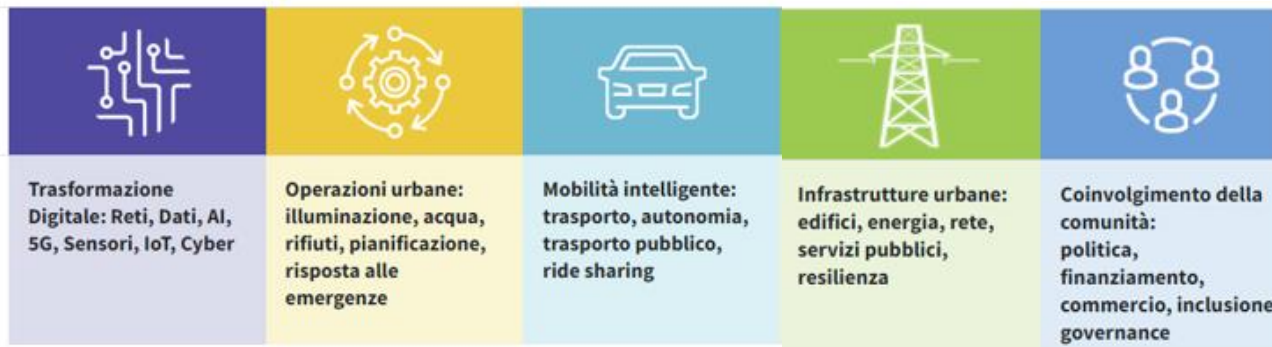 Trasformazione
Digitale: Reti, Dati, AI,
5G, Sensori, IoT, Cyber
Operazioni urbane:
illuminazione, acqua,
rifiuti, pianificazione,
risposta alle
emergenze
Mobilità intelligente:
trasporto, autonomia,
trasporto pubblico,
ride sharing
Infrastrutture urbane:
edifici, energia, rete,
servizi pubblici,
resilienza
Coinvolgimento della
comunità:
politica,
finanziamento,
commercio, inclusione
governance